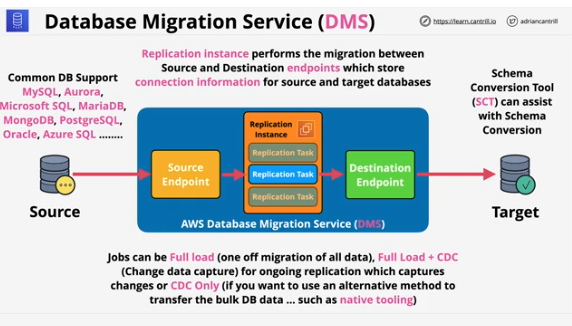 Database Migration Service (DMS)
https://learn.cantrill.io
adriancantrill
Replication instance performs the migration between
Source and Destination endpoints which store
connection information for source and target databases
Common DB Support
MySQL, Aurora,
Microsoft SQL, MariaDB,
MongoDB, PostgreSQL,
Oracle, Azure SQL ........
Schema
Conversion Tool
(SCT) can assist
with Schema
Conversion
Replication
Instance
Replication Task
Replication Task
Replication Task
Source
Endpoint
Destination
Endpoint
AWS Database Migration Service (DMS)
Source
Target
Jobs can be Full load (one off migration of all data), Full Load + CDC
(Change data capture) for ongoing replication which captures
changes or CDC Only (if you want to use an alternative method to
transfer the bulk DB data ... such as native tooling)